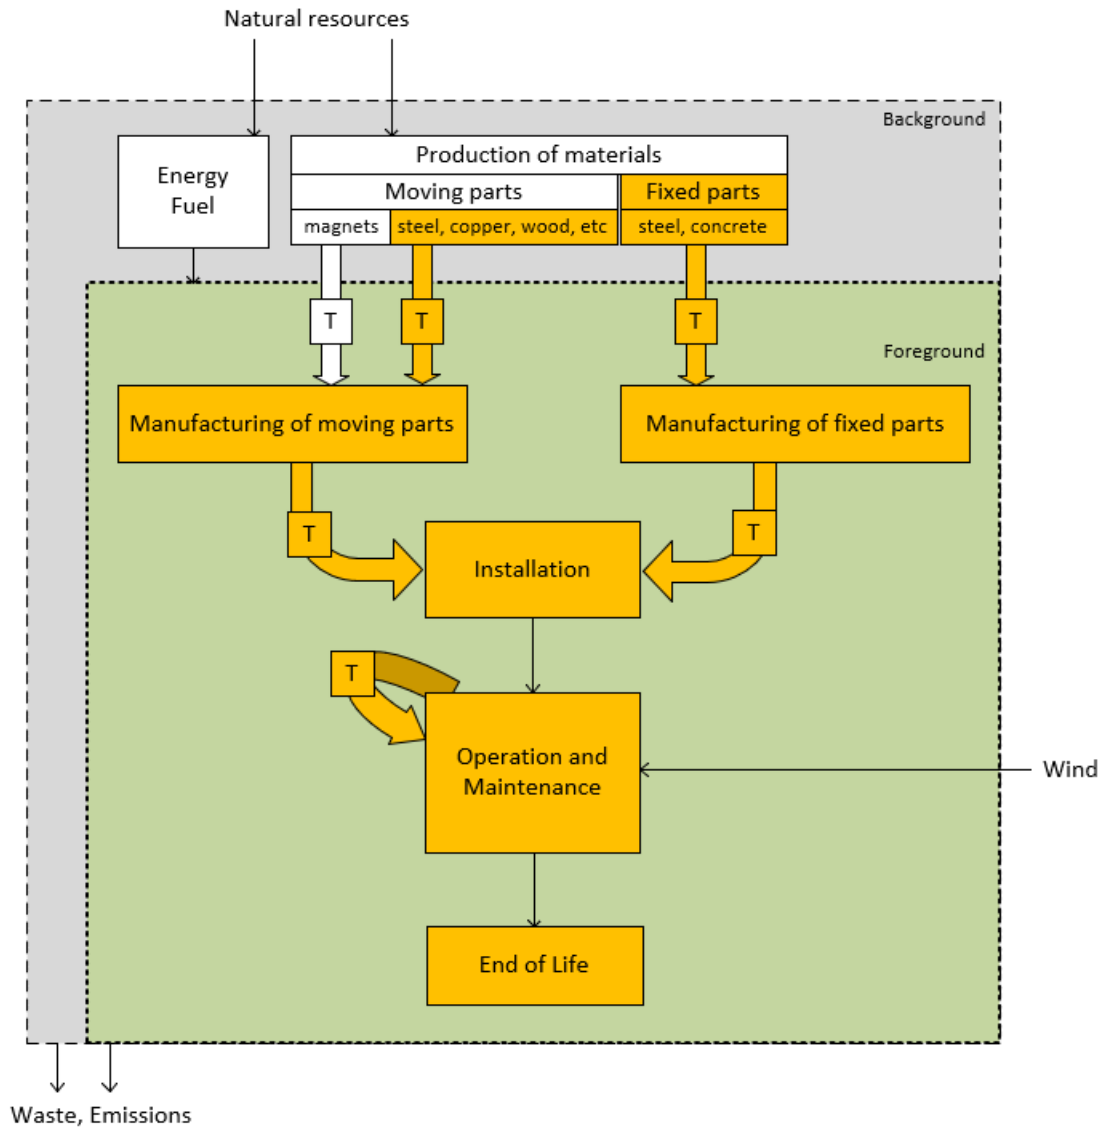 Natural resources
Background
Production of materials
Energy
Fuel
Moving parts
Fixed parts
magnets
steel, copper, wood, etc
steel, concrete
T
T
T
Foreground
Manufacturing of moving parts
Manufacturing of fixed parts
T
T
Installation
T
Operation and
Maintenance
Wind
End of Life
Waste, Emissions